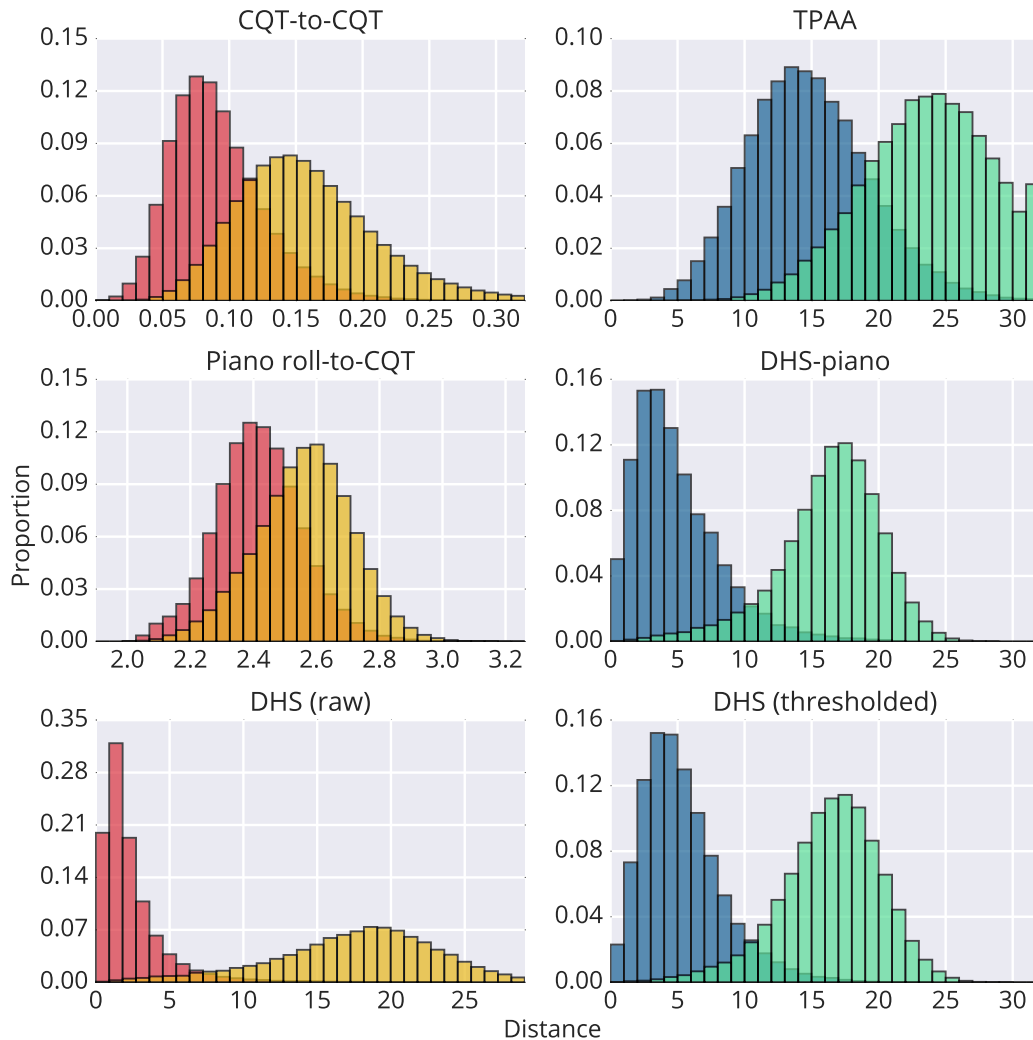 CQT-to-CQT
0.15
0.12
0.09
0.06
0.03
0.00
0.00 0.05 0.10 0.15 0.20 0.25 0.30
TPAA
0.10
0.08
0.06
0.04
0.02
0.00
0 5 10 15 20 25 30
Piano roll-to-CQT
0.15
0.12
0.09
0.06
0.03
0.00
2.0 2.2 2.4 2.6 2.8 3.0 3.2
Proportion
DHS-piano
0.16
0.12
0.08
0.04
0.00
0 5 10 15 20 25 30
DHS (raw)
0.35
0.28
0.21
0.14
0.07
0.00
0 5 10 15 20 25
DHS (thresholded)
0.16
0.12
0.08
0.04
0.00
0 5 10 15 20 25 30
Distance